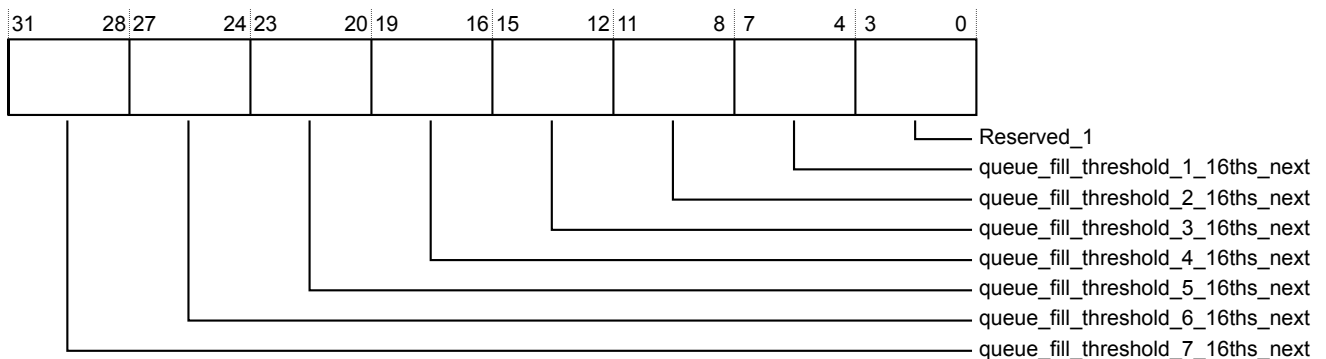 31 28 27 24 23 20 19 16 15 12 11 8 7 4 3 0
Reserved_1
queue_fill_threshold_1_16ths_next
queue_fill_threshold_2_16ths_next
queue_fill_threshold_3_16ths_next
queue_fill_threshold_4_16ths_next
queue_fill_threshold_5_16ths_next
queue_fill_threshold_6_16ths_next
queue_fill_threshold_7_16ths_next